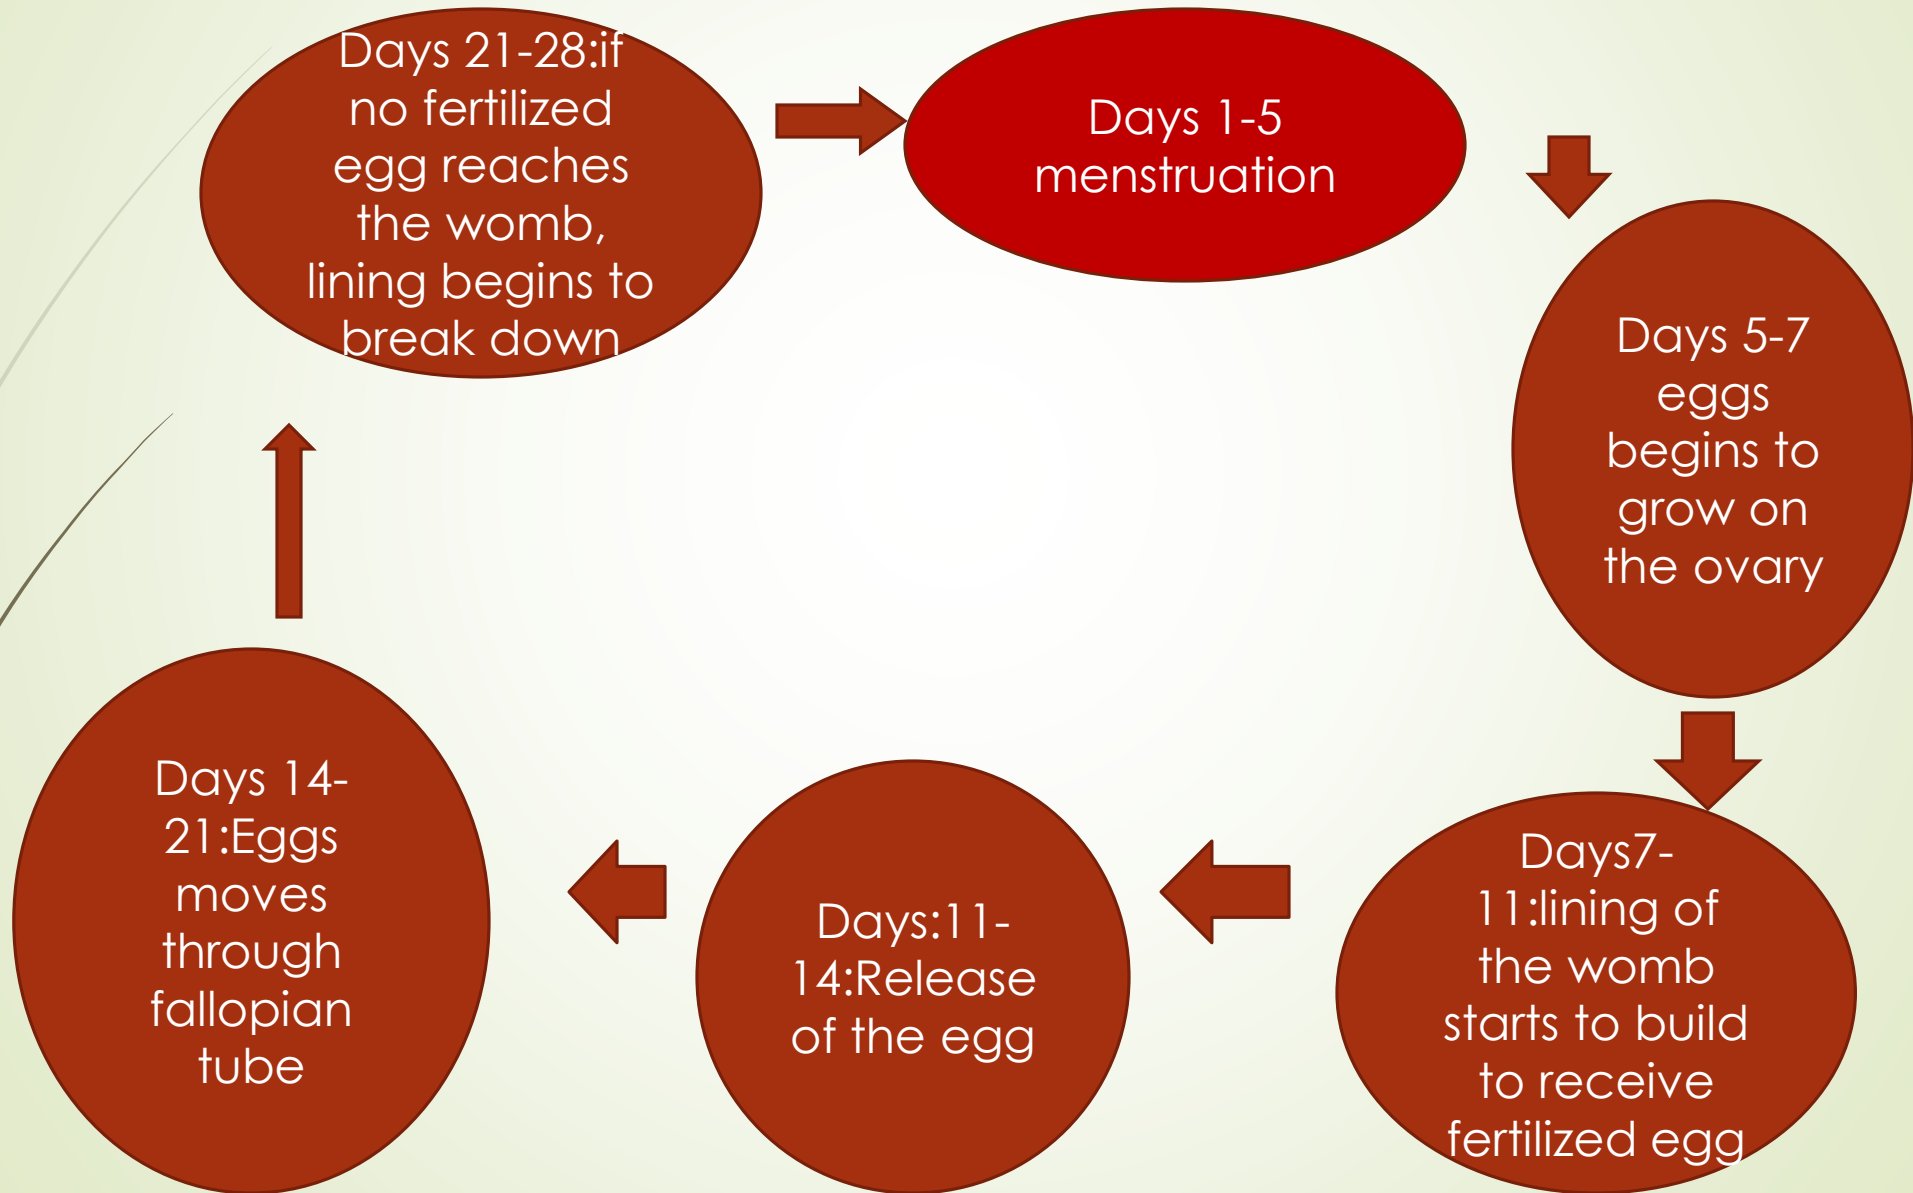 Days 1-5
menstruation
Days 5-7
eggs
begins to
grow on
the ovary
Days7-
11:lining of
the womb
starts to build
to receive
fertilized egg
Days:11-
14:Release
of the egg
Days 14-
21:Eggs
moves
through
fallopian
tube
Days 21-28:if
no fertilized
egg reaches
the womb,
lining begins to
break down